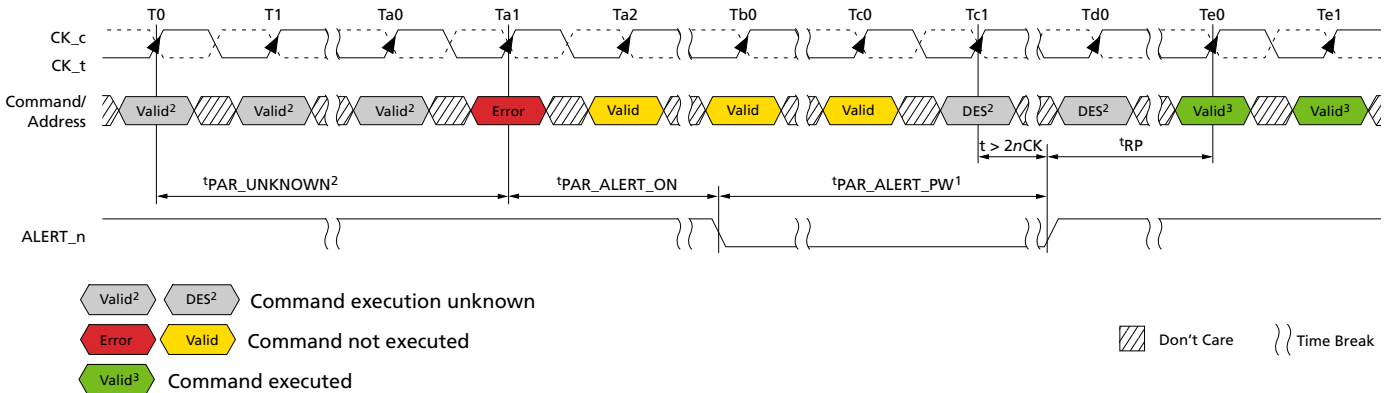 T0 T1 Ta0 Ta1 Ta2 Tb0 Tc0 Tc1 Td0 Te0 Te1
CK_c
CK_t
Command/
Address
Valid² Valid² Valid² Error Valid Valid Valid DES² DES² Valid³ Valid³
t > 2nCK tRP
tPAR_UNKNOWN² tPAR_ALERT_ON tPAR_ALERT_PW¹
ALERT_n
Valid² DES² Command execution unknown
Error Valid Command not executed
Don't Care Time Break
Valid³ Command executed